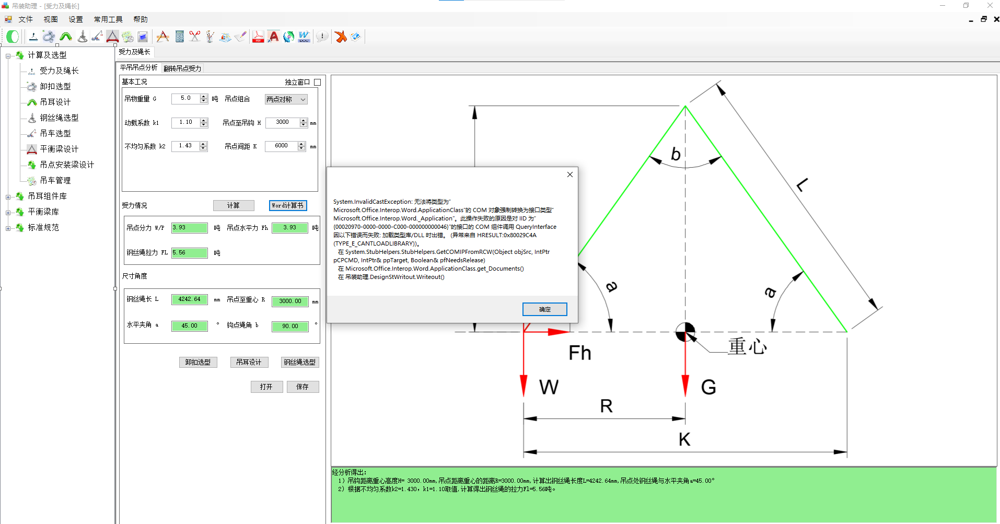 吊装助理 - [受力及绳长]
文件 视图 设置 常用工具 帮助
PDF
A
W
DOC
计算及选型
受力及绳长
卸扣选型
吊耳设计
钢丝绳选型
吊车选型
平衡梁设计
吊点安装梁设计
吊车管理
吊耳组件库
平衡梁库
标准规范
受力及绳长
平吊吊点分析 翻转吊点受力
基本工况 独立窗口
吊物重量 G 5.0 吨 吊点组合 两点对称
动载系数 k1 1.10 吊点至吊钩 H 3000 mm
不均匀系数 k2 1.43 吊点间距 K 6000 mm
受力情况 计算 Word计算书
吊点分力 W/P 3.93 吨 吊点水平力 Fh 3.93 吨
钢丝绳拉力 FL 5.56 吨
尺寸角度
钢丝绳长 L 4242.64 mm 吊点至重心 R 3000.00 mm
水平夹角 a 45.00 ° 钩点绳角 b 90.00 °
卸扣选型 吊耳设计 钢丝绳选型
打开 保存
System.InvalidCastException: 无法将类型为“
Microsoft.Office.Interop.Word.ApplicationClass”的 COM 对象强制转换为接口类型“
Microsoft.Office.Interop.Word._Application”。此操作失败的原因是对 IID 为“
{00020970-0000-0000-C000-000000000046}”的接口的 COM 组件调用 QueryInterface
因以下错误而失败: 加载类型库/DLL 时出错。 (异常来自 HRESULT:0x80029C4A
(TYPE_E_CANTLOADLIBRARY))。
在 System.StubHelpers.StubHelpers.GetCOMIPFromRCW(Object objSrc, IntPtr
pCPCMD, IntPtr& ppTarget, Boolean& pfNeedsRelease)
在 Microsoft.Office.Interop.Word.ApplicationClass.get_Documents()
在 吊装助理.DesignStWritout.Writeout()
确定
b
L
a
a
重心
Fh
W
G
R
K
经分析得出:
1) 吊钩距离重心高度H= 3000.00mm,吊点距离重心的距离R=3000.00mm,计算出钢丝绳长度L=4242.64mm,吊点处钢丝绳与水平夹角a=45.00°
2) 根据不均匀系数k2=1.430, k1=1.10取值,计算得出钢丝绳的拉力Fl=5.56吨。